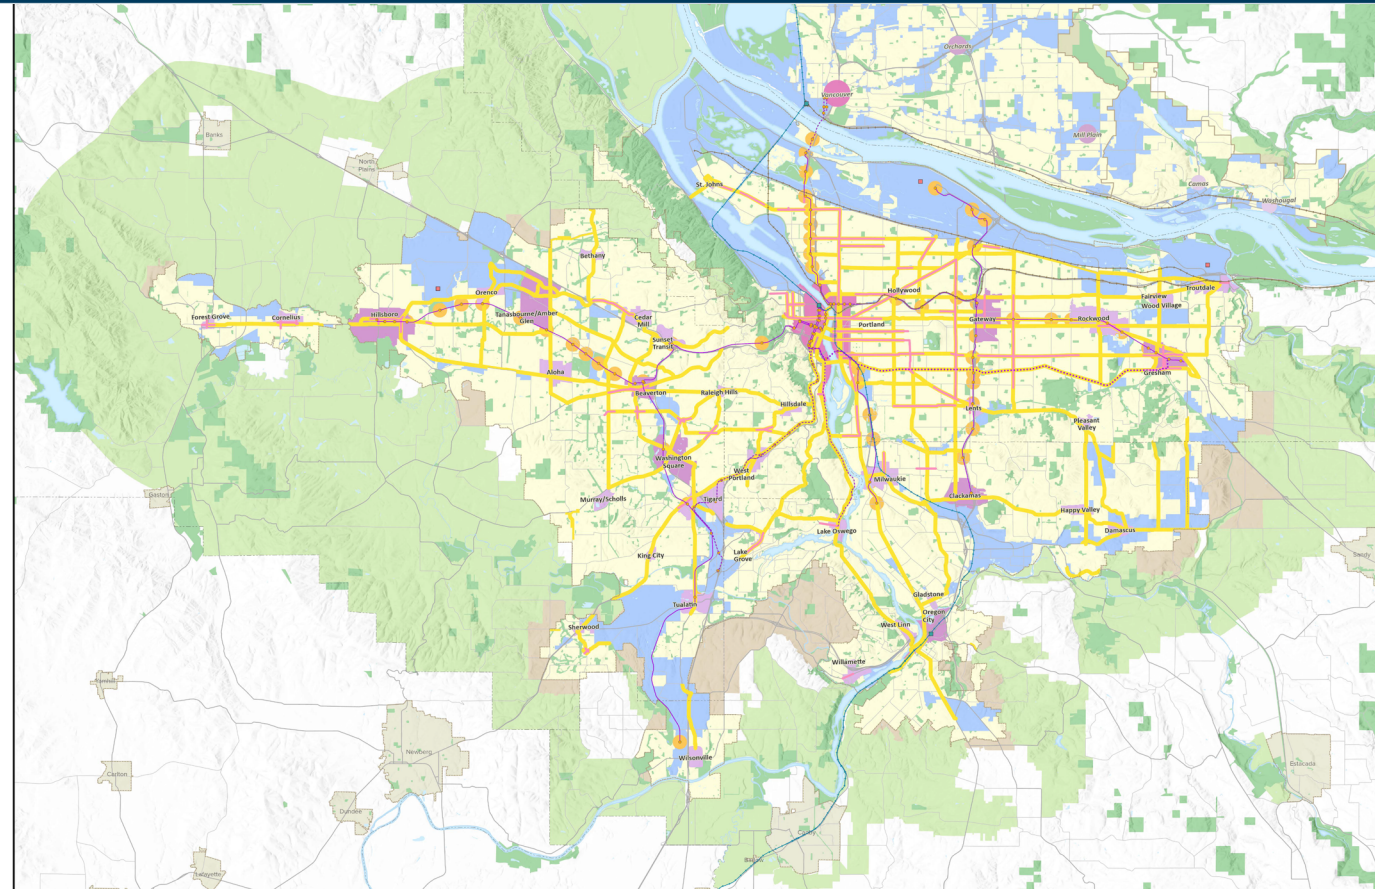 Orchards
Vancouver
Banks
Mill Plain
North
Plains
Camas
St. Johns
Washougal
Bethany
Orenco
Hollywood
Troutdale
Fairview
Wood Village
Forest Grove
Cornelius
Hillsboro
Tanasbourne/Amber
Glen
Cedar
Mill
Portland
Gateway
Rockwood
Sunset
Transit
Aloha
Gresham
Beaverton
Raleigh Hills
Hillsdale
Lents
Pleasant
Valley
Washington
Square
West
Portland
Milwaukie
Gaston
Murray/Scholls
Tigard
Clackamas
Happy Valley
Lake Oswego
Damascus
King City
Lake
Grove
Sandy
Gladstone
Tualatin
Oregon
City
Sherwood
West Linn
Willamette
Newberg
Wilsonville
Estacada
Carlton
Dundee
Canby
Barlow
Lafayette